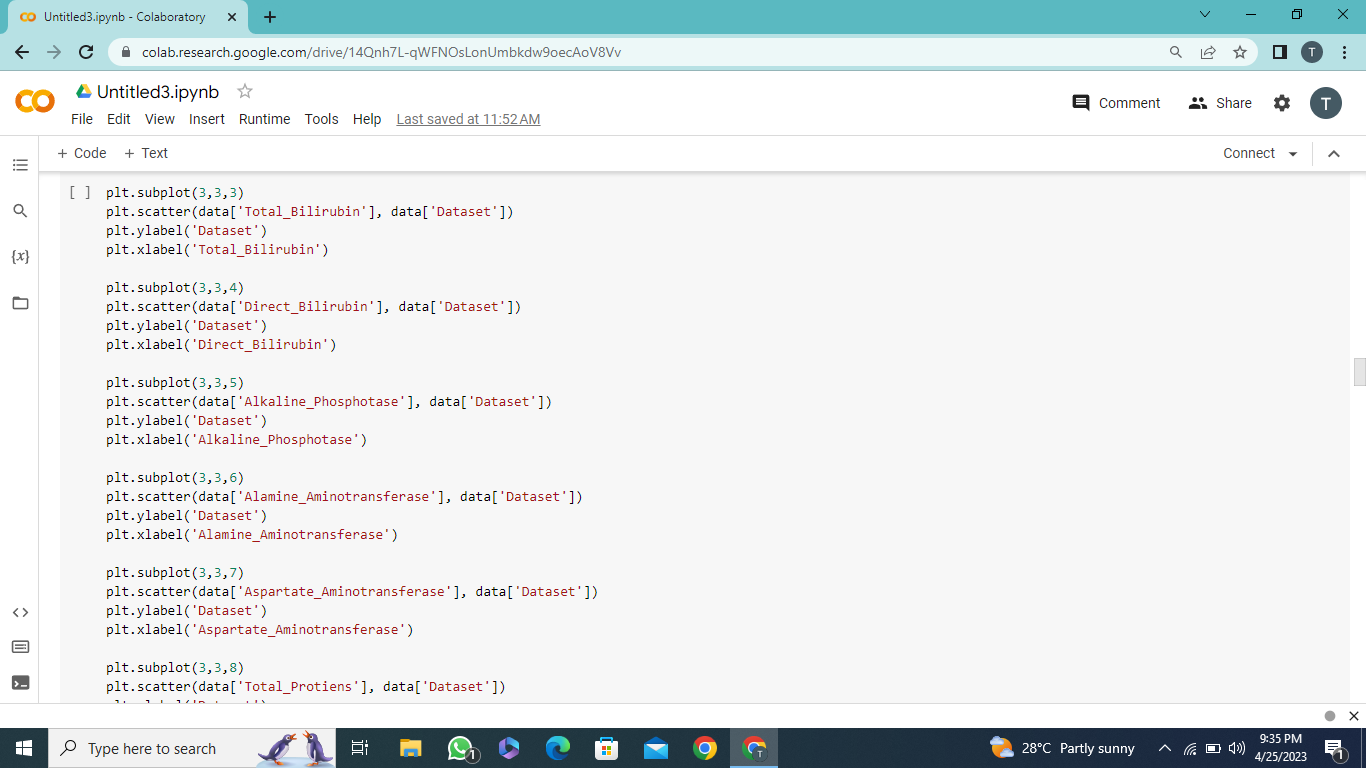 Untitled3.ipynb - Colaboratory
colab.research.google.com/drive/14Qnh7L-qWFNOsLonUmbkdw9oecAoV8Vv
T
Untitled3.ipynb
File Edit View Insert Runtime Tools Help Last saved at 11:52 AM
Comment Share T
+ Code + Text
Connect
{x}
[ ] plt.subplot(3,3,3)
plt.scatter(data['Total_Bilirubin'], data['Dataset'])
plt.ylabel('Dataset')
plt.xlabel('Total_Bilirubin')
plt.subplot(3,3,4)
plt.scatter(data['Direct_Bilirubin'], data['Dataset'])
plt.ylabel('Dataset')
plt.xlabel('Direct_Bilirubin')
plt.subplot(3,3,5)
plt.scatter(data['Alkaline_Phosphotase'], data['Dataset'])
plt.ylabel('Dataset')
plt.xlabel('Alkaline_Phosphotase')
plt.subplot(3,3,6)
plt.scatter(data['Alamine_Aminotransferase'], data['Dataset'])
plt.ylabel('Dataset')
plt.xlabel('Alamine_Aminotransferase')
plt.subplot(3,3,7)
plt.scatter(data['Aspartate_Aminotransferase'], data['Dataset'])
plt.ylabel('Dataset')
plt.xlabel('Aspartate_Aminotransferase')
plt.subplot(3,3,8)
plt.scatter(data['Total_Protiens'], data['Dataset'])
Type here to search
1
T
28°C Partly sunny
9:35 PM
4/25/2023
1